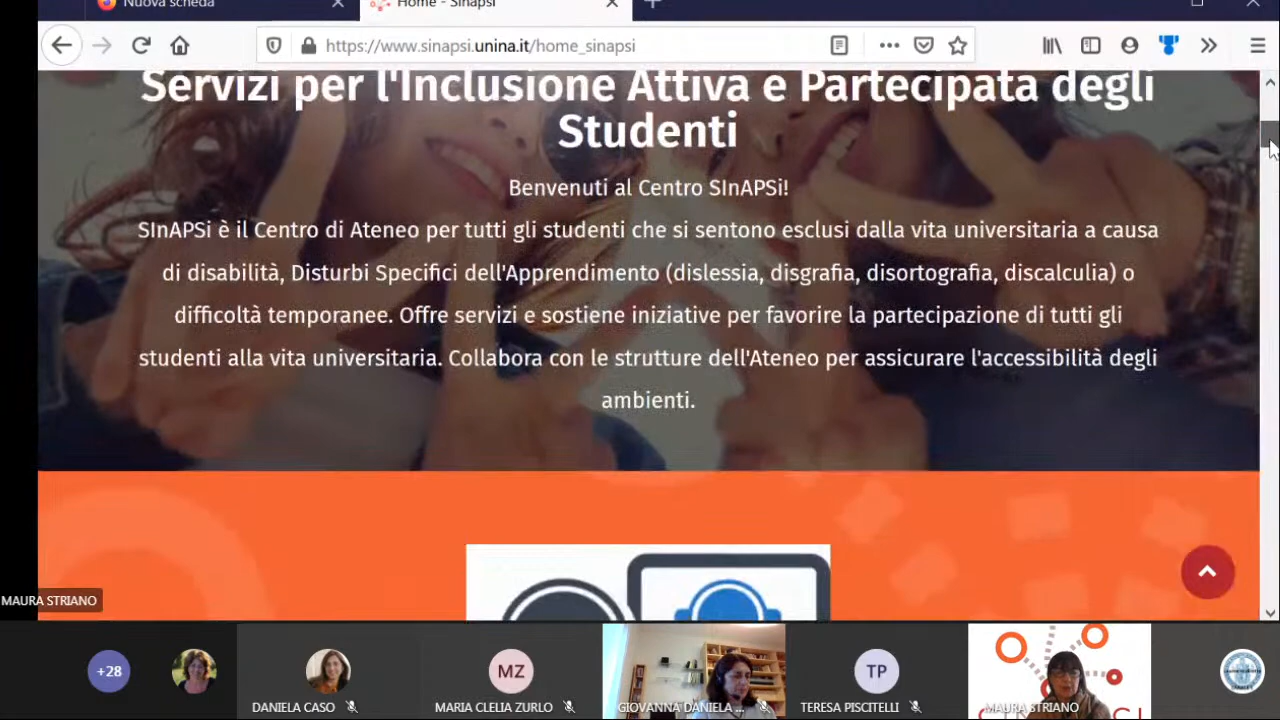 Nuova scheda
Home - Sinapsi
https://www.sinapsi.unina.it/home_sinapsi
Servizi per l'Inclusione Attiva e Partecipata degli
Studenti
Benvenuti al Centro SInAPSi!
SInAPSi è il Centro di Ateneo per tutti gli studenti che si sentono esclusi dalla vita universitaria a causa
di disabilità, Disturbi Specifici dell'Apprendimento (dislessia, disgrafia, disortografia, discalculia) o
difficoltà temporanee. Offre servizi e sostiene iniziative per favorire la partecipazione di tutti gli
studenti alla vita universitaria. Collabora con le strutture dell'Ateneo per assicurare l'accessibilità degli
ambienti.
MAURA STRIANO
+28
MZ
TP
DANIELA CASO
MARIA CLELIA ZURLO
GIOVANNA DANIELA ...
TERESA PISCITELLI
MAURA STRIANO